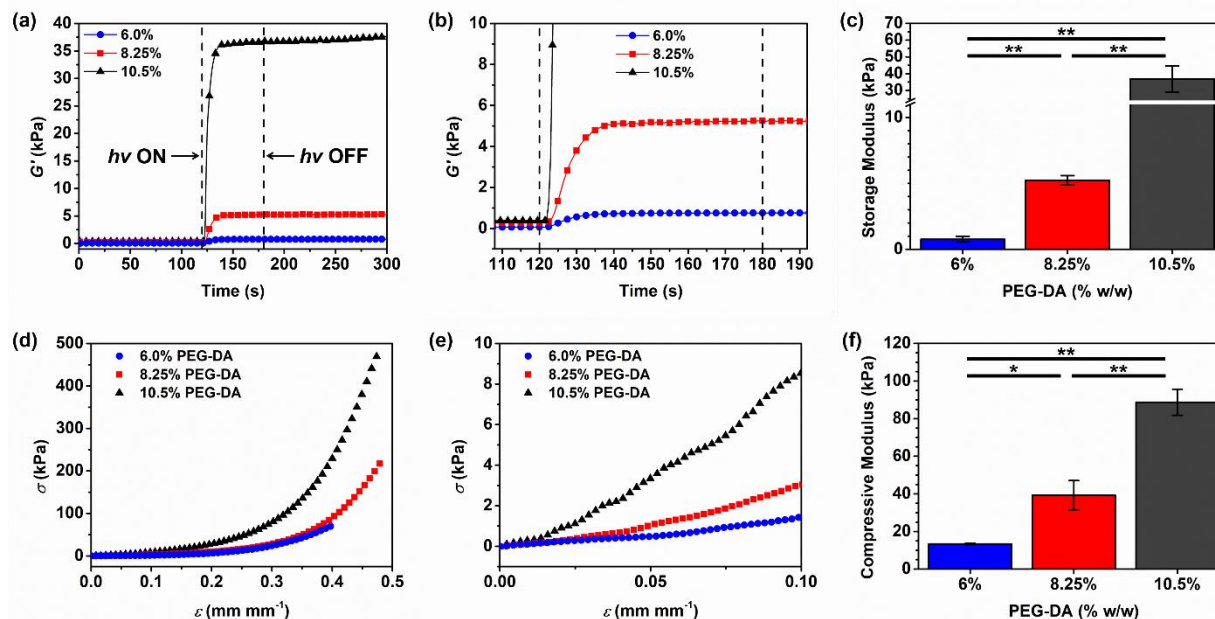 (a)
6.0%
8.25%
10.5%
hv ON
hv OFF
G' (kPa)
40
35
30
25
20
15
10
5
0
0 50 100 150 200 250 300
Time (s)
(b)
6.0%
8.25%
10.5%
G' (kPa)
10
8
6
4
2
0
110 120 130 140 150 160 170 180 190
Time (s)
(c)
**
** **
Storage Modulus (kPa)
70
60
50
40
30
10
0
6% 8.25% 10.5%
PEG-DA (% w/w)
(d)
6.0% PEG-DA
8.25% PEG-DA
10.5% PEG-DA
σ (kPa)
500
400
300
200
100
0
0.0 0.1 0.2 0.3 0.4 0.5
ε (mm mm⁻¹)
(e)
6.0% PEG-DA
8.25% PEG-DA
10.5% PEG-DA
σ (kPa)
10
8
6
4
2
0
0.00 0.05 0.10
ε (mm mm⁻¹)
(f)
**
* **
Compressive Modulus (kPa)
120
100
80
60
40
20
0
6% 8.25% 10.5%
PEG-DA (% w/w)